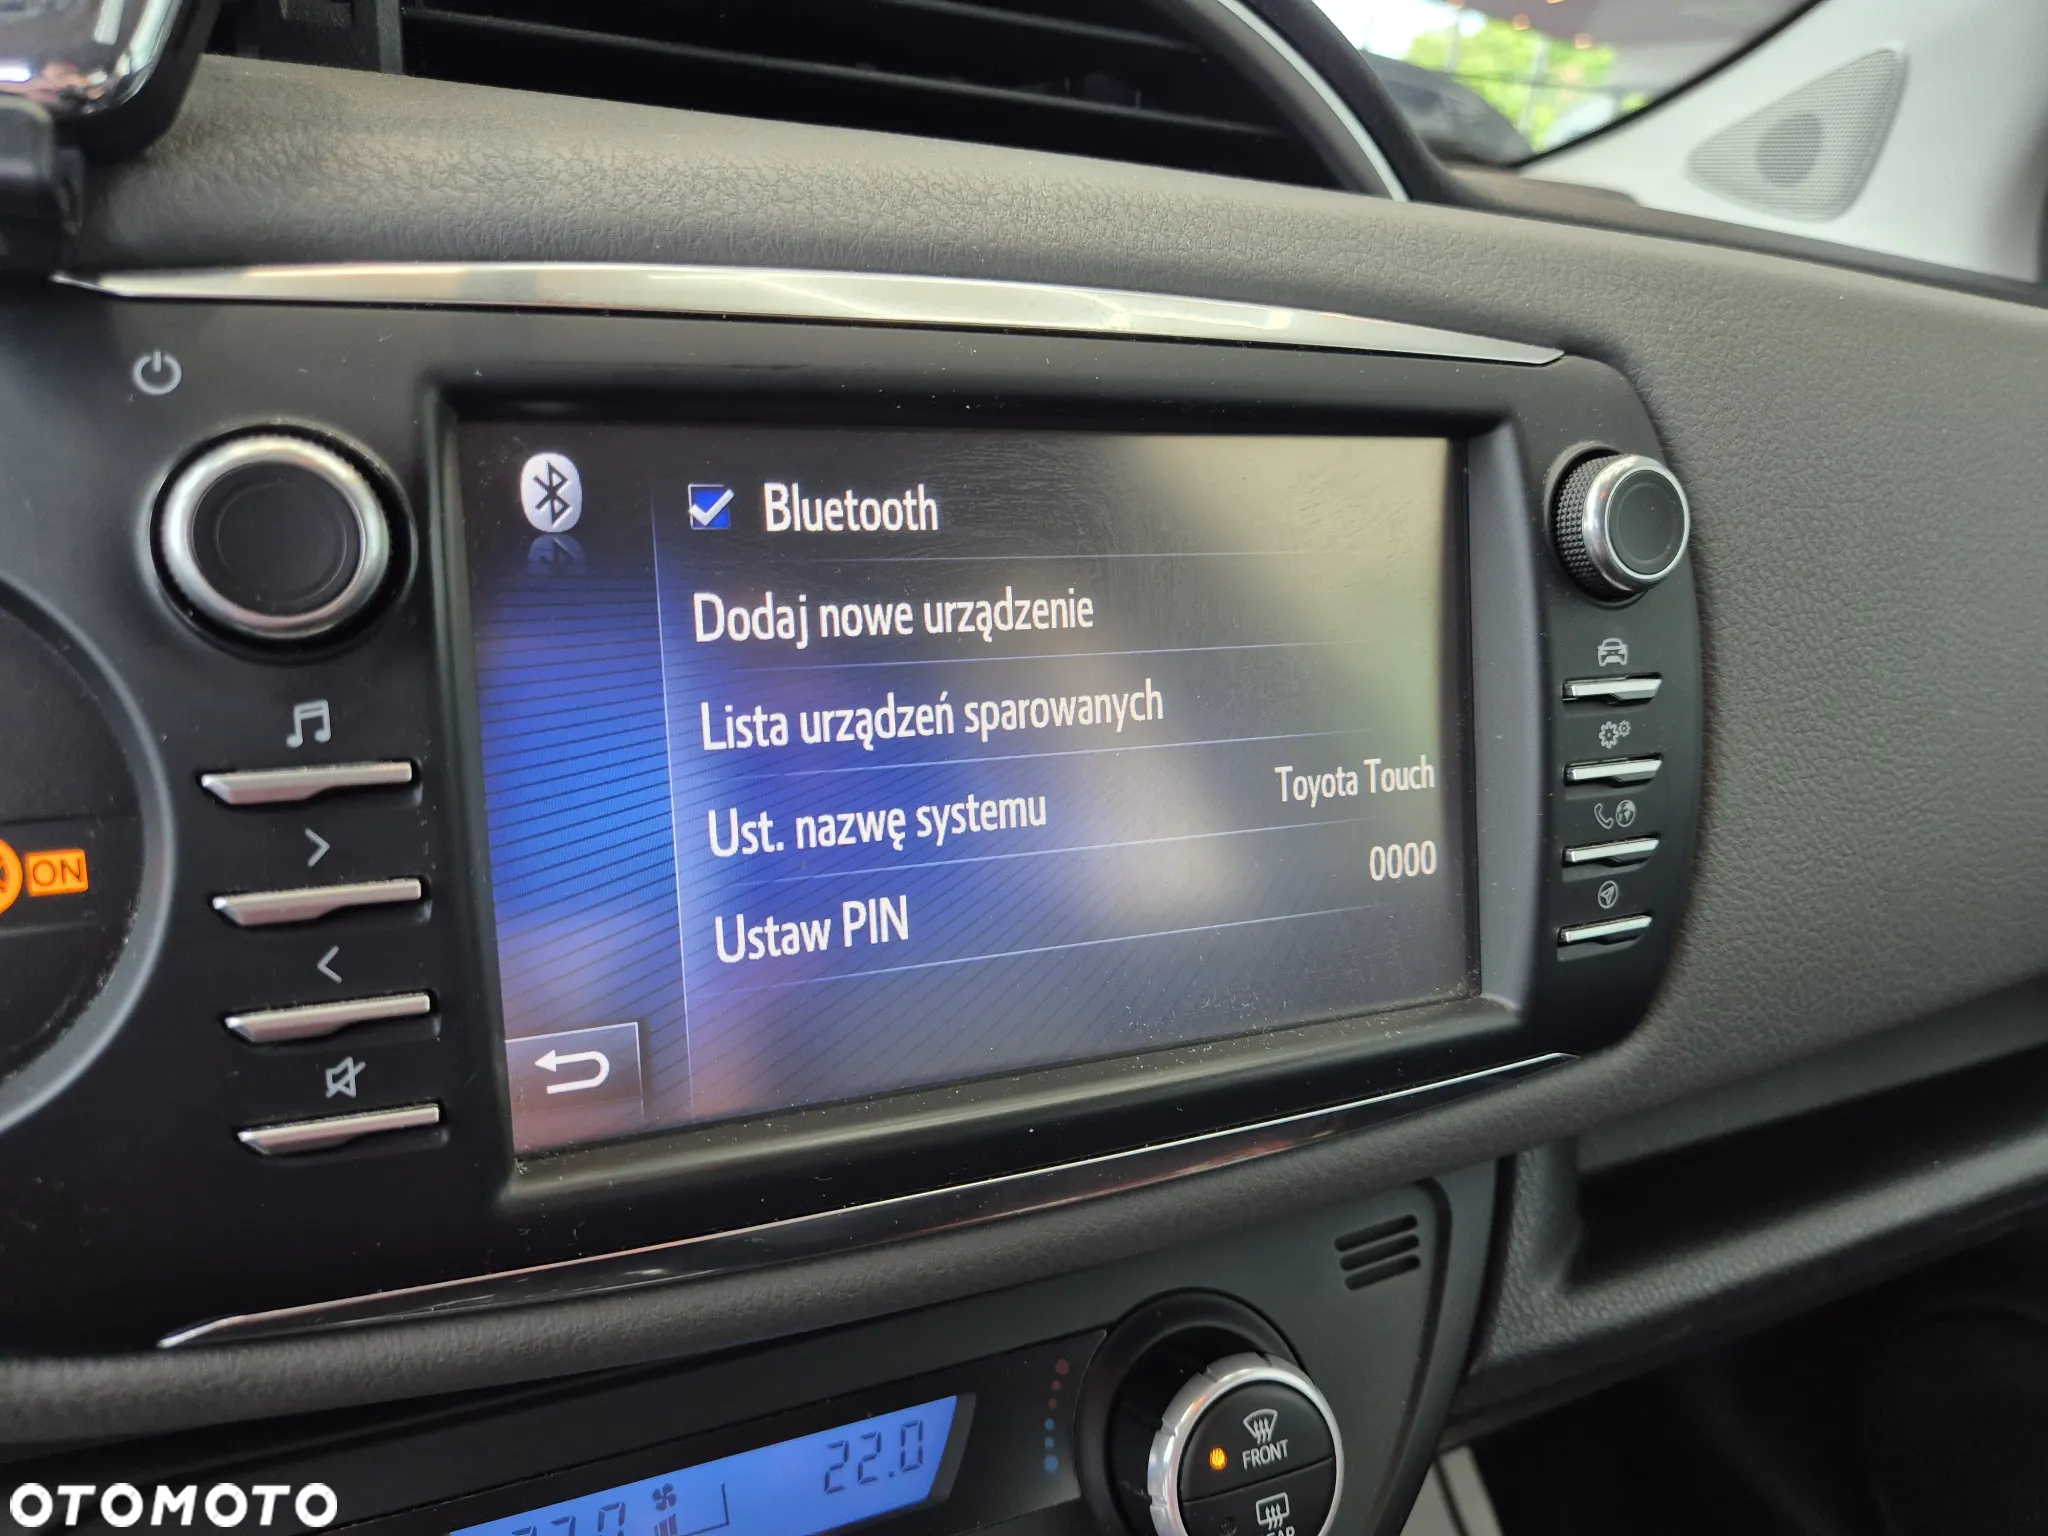 Bluetooth
Dodaj nowe urządzenie
Lista urządzeń sparowanych
Ust. nazwę systemu
Toyota Touch
0000
Ustaw PIN
ON
22.0
FRONT
OTOMOTO